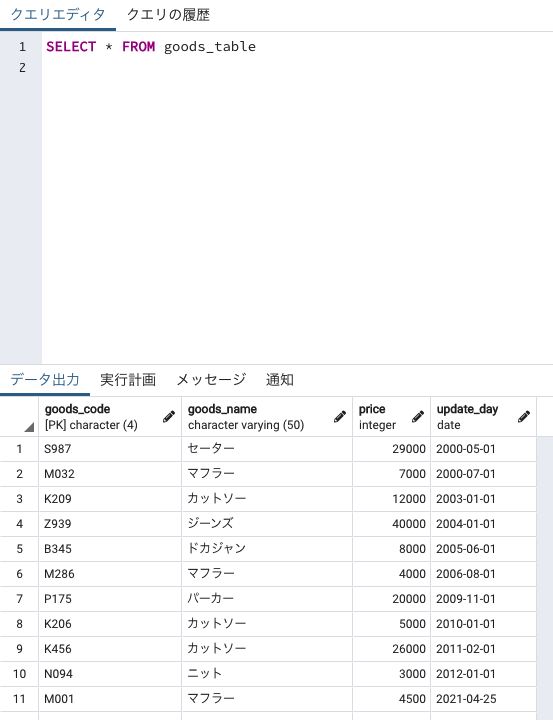 クエリエディタ クエリの履歴
1 SELECT * FROM goods_table
2
データ出力 実行計画 メッセージ 通知
goods_code goods_name price update_day
[PK] character (4) character varying (50) integer date
1 S987 セーター 29000 2000-05-01
2 M032 マフラー 7000 2000-07-01
3 K209 カットソー 12000 2003-01-01
4 Z939 ジーンズ 40000 2004-01-01
5 B345 ドカジャン 8000 2005-06-01
6 M286 マフラー 4000 2006-08-01
7 P175 パーカー 20000 2009-11-01
8 K206 カットソー 5000 2010-01-01
9 K456 カットソー 26000 2011-02-01
10 N094 ニット 3000 2012-01-01
11 M001 マフラー 4500 2021-04-25